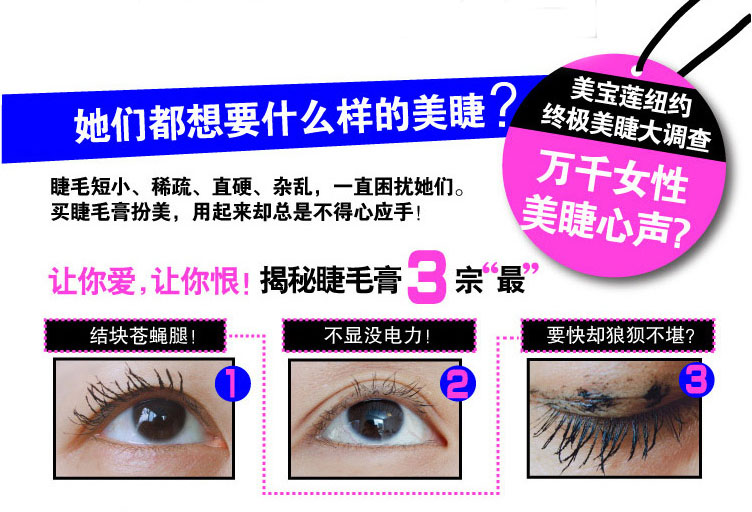 她们都想要什么样的美睫?
美宝莲纽约
终极美睫大调查
万千女性
美睫心声?
睫毛短小、稀疏、直硬、杂乱，一直困扰她们。
买睫毛膏扮美，用起来却总是不得心应手!
让你爱，让你恨! 揭秘睫毛膏3宗“最”
结块苍蝇腿!
不显没电力!
要快却狼狈不堪?
1
2
3